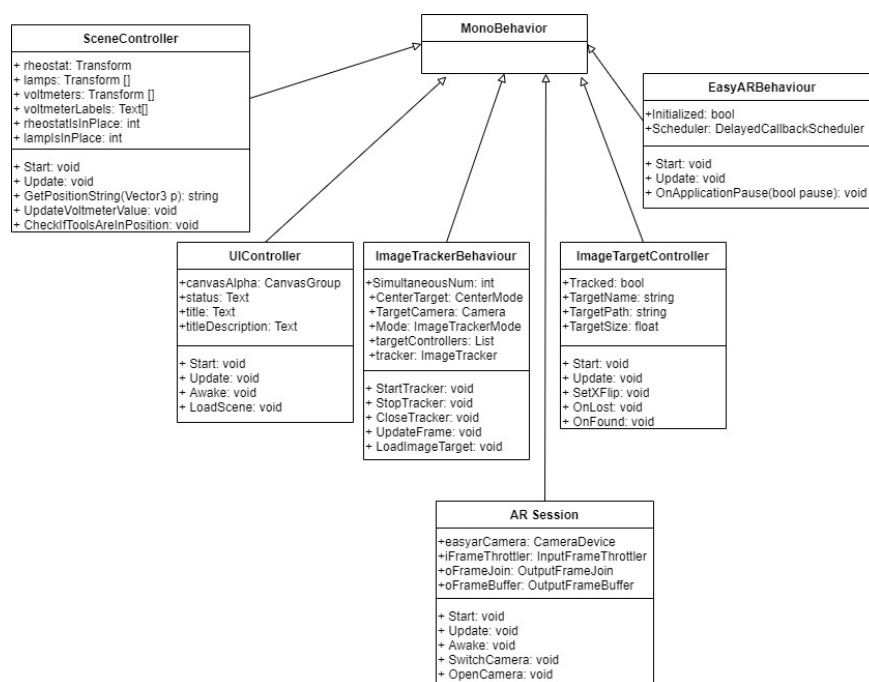 SceneController
+ rheostat: Transform
+ lamps: Transform []
+ voltmeters: Transform []
+ voltmeterLabels: Text[]
+ rheostatIsInPlace: int
+ lampIsInPlace: int
+ Start: void
+ Update: void
+ GetPositionString(Vector3 p): string
+ UpdateVoltmeterValue: void
+ CheckIfToolsAreInPosition: void
MonoBehavior
EasyARBehaviour
+Initialized: bool
+Scheduler: DelayedCallbackScheduler
+ Start: void
+ Update: void
+ OnApplicationPause(bool pause): void
UIController
+canvasAlpha: CanvasGroup
+status: Text
+title: Text
+titleDescription: Text
+ Start: void
+ Update: void
+ Awake: void
+ LoadScene: void
ImageTrackerBehaviour
+SimultaneousNum: int
+CenterTarget: CenterMode
+TargetCamera: Camera
+Mode: ImageTrackerMode
+targetControllers: List
+tracker: ImageTracker
+ StartTracker: void
+ StopTracker: void
+ CloseTracker: void
+ UpdateFrame: void
+ LoadImageTarget: void
ImageTargetController
+Tracked: bool
+TargetName: string
+TargetPath: string
+TargetSize: float
+ Start: void
+ Update: void
+ SetXFlip: void
+ OnLost: void
+ OnFound: void
AR Session
+easyarCamera: CameraDevice
+iFrameThrottler: InputFrameThrottler
+oFrameJoin: OutputFrameJoin
+oFrameBuffer: OutputFrameBuffer
+ Start: void
+ Update: void
+ Awake: void
+ SwitchCamera: void
+ OpenCamera: void